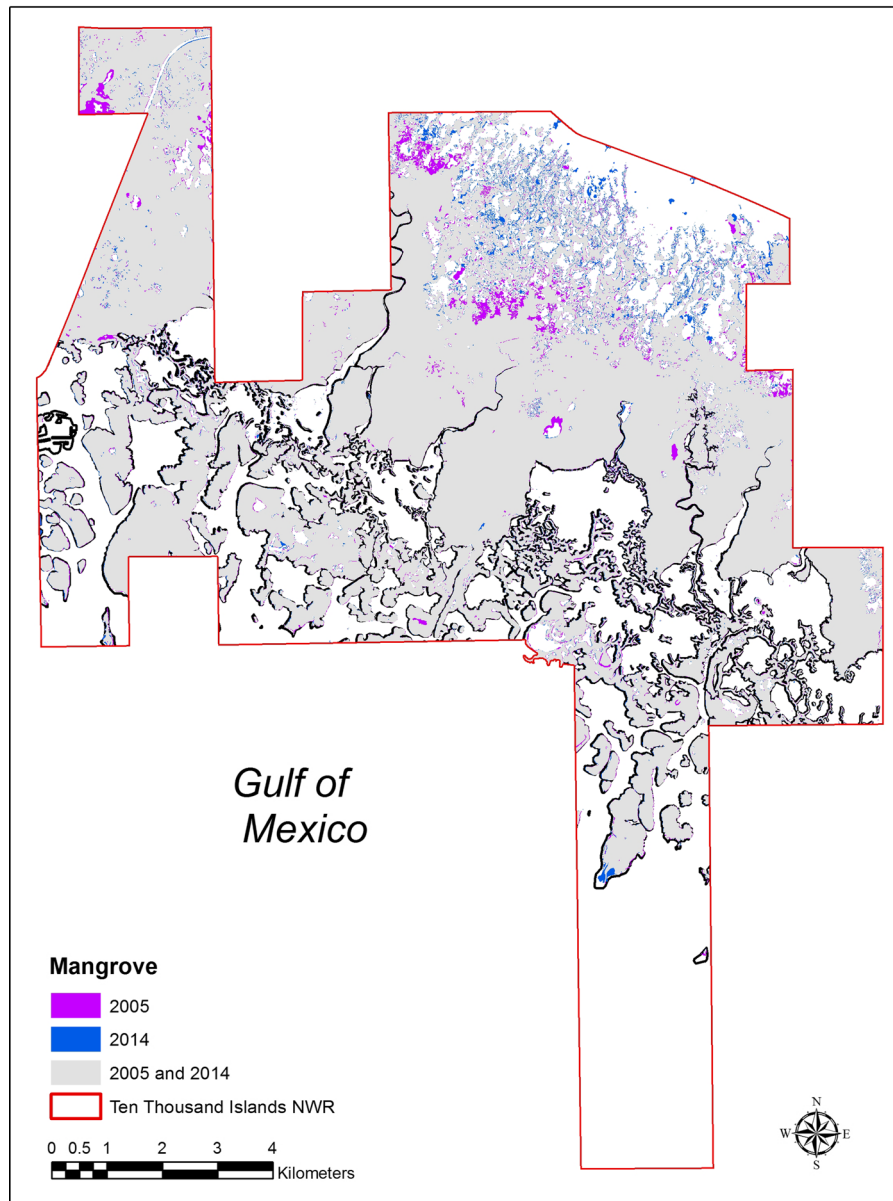 Gulf of
Mexico
Mangrove
2005
2014
2005 and 2014
Ten Thousand Islands NWR
0 0.5 1 2 3 4
Kilometers
N
W E
S